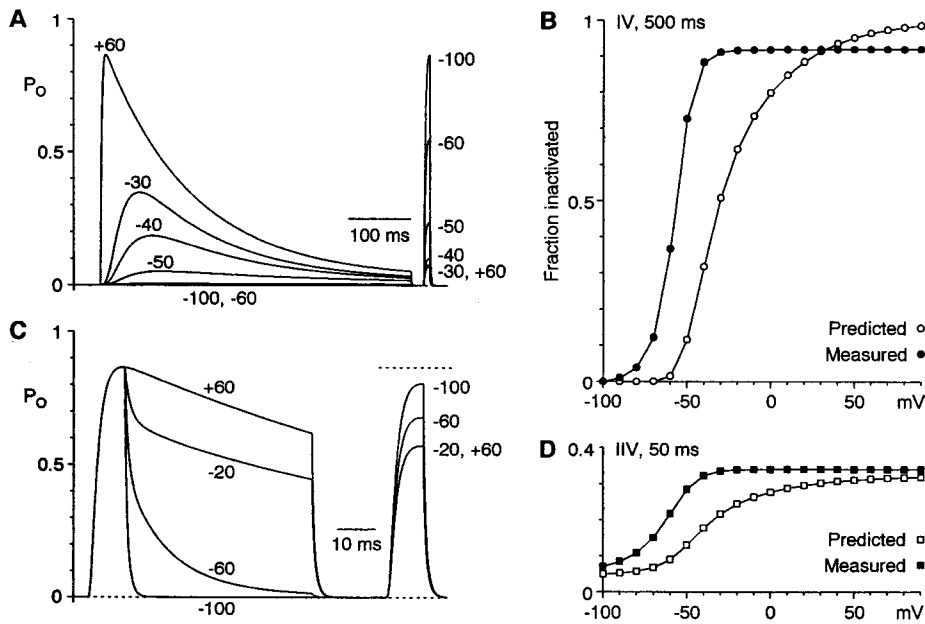 A
1
+60
-100
P_O
-60
0.5
-30
-40
-50
-50
-40
100 ms
-30, +60
0
-100, -60
B
1
IV, 500 ms
Fraction inactivated
0.5
Predicted
Measured
0
-100
-50
0
50
mV
C
1
+60
-100
P_O
-60
-20, +60
0.5
-20
10 ms
-60
0
-100
D
0.4
IIV, 50 ms
Predicted
Measured
0
-100
-50
0
50
mV